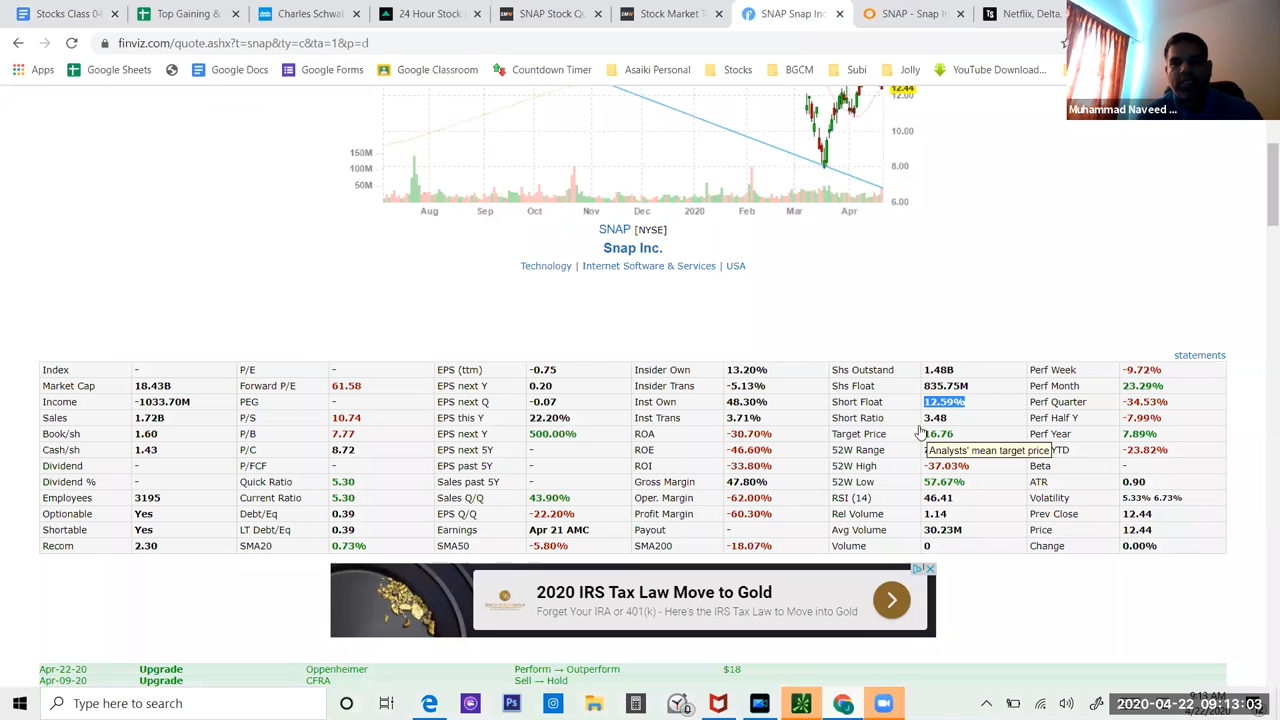 Stocks Class 04
Top Gaining &
Charles Schwa
24 Hour Stock
SNAP Stock Qu
Stock Market T
SNAP Snap Inc
SNAP - Snap I
Netflix, Delta,
finviz.com/quote.ashx?t=snap&ty=c&ta=1&p=d
Apps Google Sheets Google Docs Google Forms Google Classroom Countdown Timer Asaiki Personal Stocks BGCM Subi Jolly YouTube Download...
Muhammad Naveed ...
12.44
12.00
10.00
8.00
6.00
150M
100M
50M
Aug Sep Oct Nov Dec 2020 Feb Mar Apr
SNAP [NYSE]
Snap Inc.
Technology | Internet Software & Services | USA
statements
Index - P/E - EPS (ttm) -0.75 Insider Own 13.20% Shs Outstand 1.48B Perf Week -9.72%
Market Cap 18.43B Forward P/E 61.58 EPS next Y 0.20 Insider Trans -5.13% Shs Float 835.75M Perf Month 23.29%
Income -1033.70M PEG - EPS next Q -0.07 Inst Own 48.30% Short Float 12.59% Perf Quarter -34.53%
Sales 1.72B P/S 10.74 EPS this Y 22.20% Inst Trans 3.71% Short Ratio 3.48 Perf Half Y -7.99%
Book/sh 1.60 P/B 7.77 EPS next Y 500.00% ROA -30.70% Target Price 16.76 Perf Year 7.89%
Cash/sh 1.43 P/C 8.72 EPS next 5Y - ROE -46.60% 52W Range Analysts' mean target price YTD -23.82%
Dividend - P/FCF - EPS past 5Y - ROI -33.80% 52W High -37.03% Beta -
Dividend % - Quick Ratio 5.30 Sales past 5Y - Gross Margin 47.80% 52W Low 57.67% ATR 0.90
Employees 3195 Current Ratio 5.30 Sales Q/Q 43.90% Oper. Margin -62.00% RSI (14) 46.41 Volatility 5.33% 6.73%
Optionable Yes Debt/Eq 0.39 EPS Q/Q -22.20% Profit Margin -60.30% Rel Volume 1.14 Prev Close 12.44
Shortable Yes LT Debt/Eq 0.39 Earnings Apr 21 AMC Payout - Avg Volume 30.23M Price 12.44
Recom 2.30 SMA20 0.73% SMA50 -5.80% SMA200 -18.07% Volume 0 Change 0.00%
2020 IRS Tax Law Move to Gold
Forget Your IRA or 401(k) - Here's the IRS Tax Law to Move into Gold
Apr-22-20 Upgrade Oppenheimer Perform → Outperform $18
Apr-09-20 Upgrade CFRA Sell → Hold
Type here to search
9:13 AM
2020-04-22 09:13:03